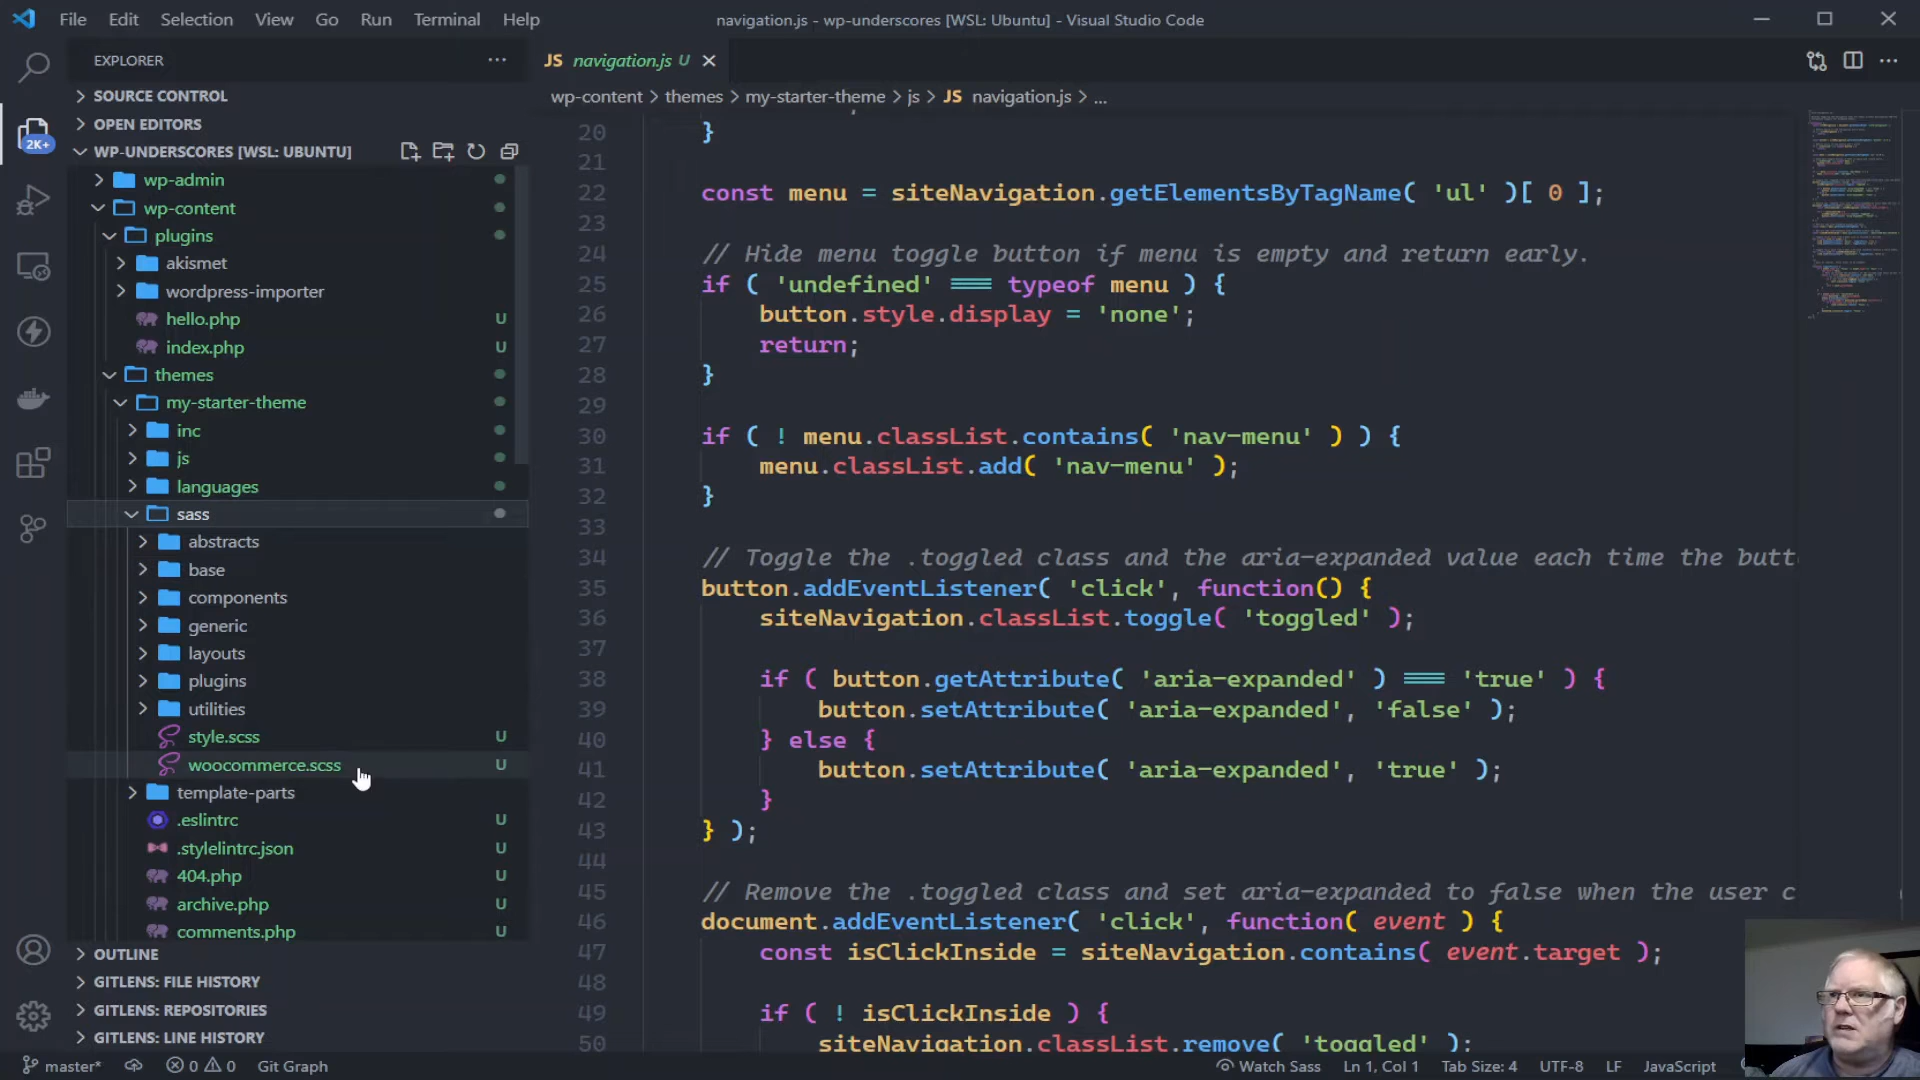 File Edit Selection View Go Run Terminal Help
navigation.js - wp-underscores [WSL: Ubuntu] - Visual Studio Code
EXPLORER
SOURCE CONTROL
OPEN EDITORS
WP-UNDERSCORES [WSL: UBUNTU]
2K+
wp-admin
wp-content
plugins
akismet
wordpress-importer
hello.php U
index.php U
themes
my-starter-theme
inc
js
languages
sass
abstracts
base
components
generic
layouts
plugins
utilities
style.scss U
woocommerce.scss U
template-parts
.eslintrc U
.stylelintrc.json U
404.php U
archive.php U
comments.php U
OUTLINE
GITLENS: FILE HISTORY
GITLENS: REPOSITORIES
GITLENS: LINE HISTORY
JS navigation.js U
wp-content > themes > my-starter-theme > js > JS navigation.js > ...
20 }
21
22 const menu = siteNavigation.getElementsByTagName( 'ul' )[ 0 ];
23
24 // Hide menu toggle button if menu is empty and return early.
25 if ( 'undefined' === typeof menu ) {
26 button.style.display = 'none';
27 return;
28 }
29
30 if ( ! menu.classList.contains( 'nav-menu' ) ) {
31 menu.classList.add( 'nav-menu' );
32 }
33
34 // Toggle the .toggled class and the aria-expanded value each time the butt
35 button.addEventListener( 'click', function() {
36 siteNavigation.classList.toggle( 'toggled' );
37
38 if ( button.getAttribute( 'aria-expanded' ) === 'true' ) {
39 button.setAttribute( 'aria-expanded', 'false' );
40 } else {
41 button.setAttribute( 'aria-expanded', 'true' );
42 }
43 } );
44
45 // Remove the .toggled class and set aria-expanded to false when the user c
46 document.addEventListener( 'click', function( event ) {
47 const isClickInside = siteNavigation.contains( event.target );
48
49 if ( ! isClickInside ) {
50 siteNavigation.classList.remove( 'toggled' );
master* 0 0 Git Graph Watch Sass Ln 1, Col 1 Tab Size: 4 UTF-8 LF JavaScript